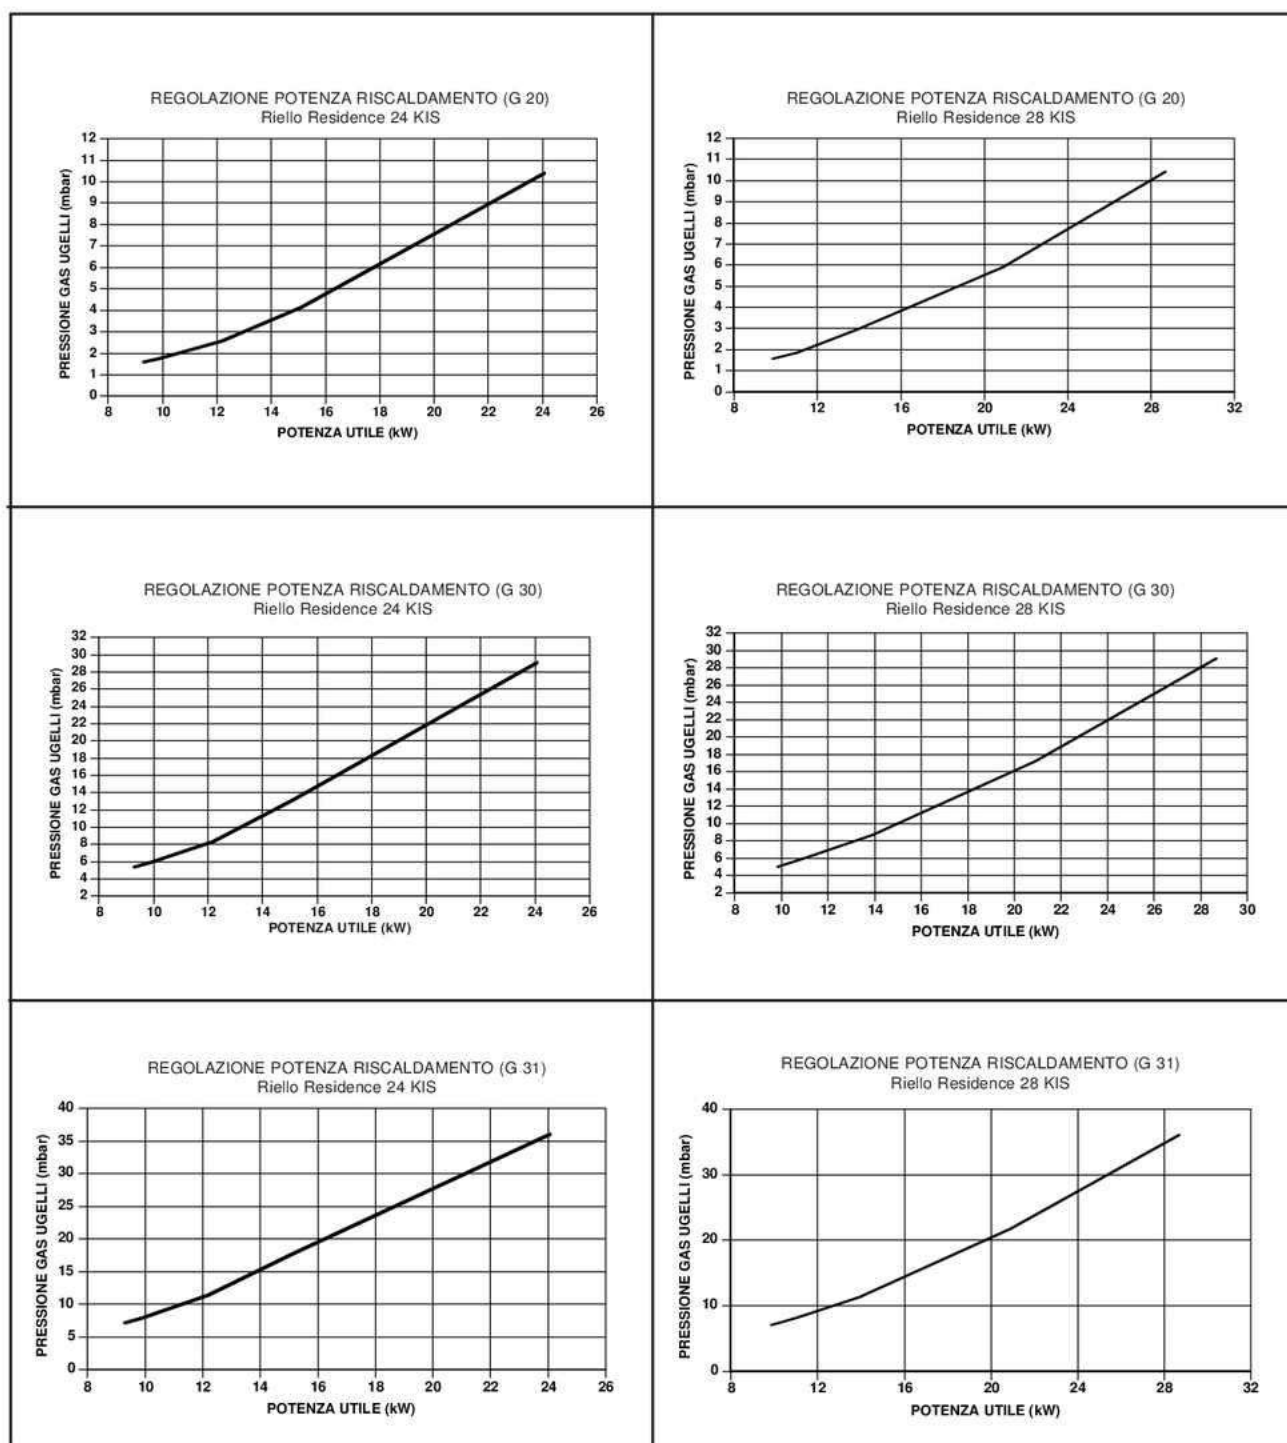 REGOLAZIONE POTENZA RISCALDAMENTO (G 20)
Riello Residence 24 KIS
PRESSIONE GAS UGELLI (mbar)
12
11
10
9
8
7
6
5
4
3
2
1
0
8 10 12 14 16 18 20 22 24 26
POTENZA UTILE (kW)
REGOLAZIONE POTENZA RISCALDAMENTO (G 20)
Riello Residence 28 KIS
PRESSIONE GAS UGELLI (mbar)
12
11
10
9
8
7
6
5
4
3
2
1
0
8 12 16 20 24 28 32
POTENZA UTILE (kW)
REGOLAZIONE POTENZA RISCALDAMENTO (G 30)
Riello Residence 24 KIS
PRESSIONE GAS UGELLI (mbar)
32
30
28
26
24
22
20
18
16
14
12
10
8
6
4
2
8 10 12 14 16 18 20 22 24 26
POTENZA UTILE (kW)
REGOLAZIONE POTENZA RISCALDAMENTO (G 30)
Riello Residence 28 KIS
PRESSIONE GAS UGELLI (mbar)
32
30
28
26
24
22
20
18
16
14
12
10
8
6
4
2
8 10 12 14 16 18 20 22 24 26 28 30
POTENZA UTILE (kW)
REGOLAZIONE POTENZA RISCALDAMENTO (G 31)
Riello Residence 24 KIS
PRESSIONE GAS UGELLI (mbar)
40
35
30
25
20
15
10
5
0
8 10 12 14 16 18 20 22 24 26
POTENZA UTILE (kW)
REGOLAZIONE POTENZA RISCALDAMENTO (G 31)
Riello Residence 28 KIS
PRESSIONE GAS UGELLI (mbar)
40
30
20
10
0
8 12 16 20 24 28 32
POTENZA UTILE (kW)